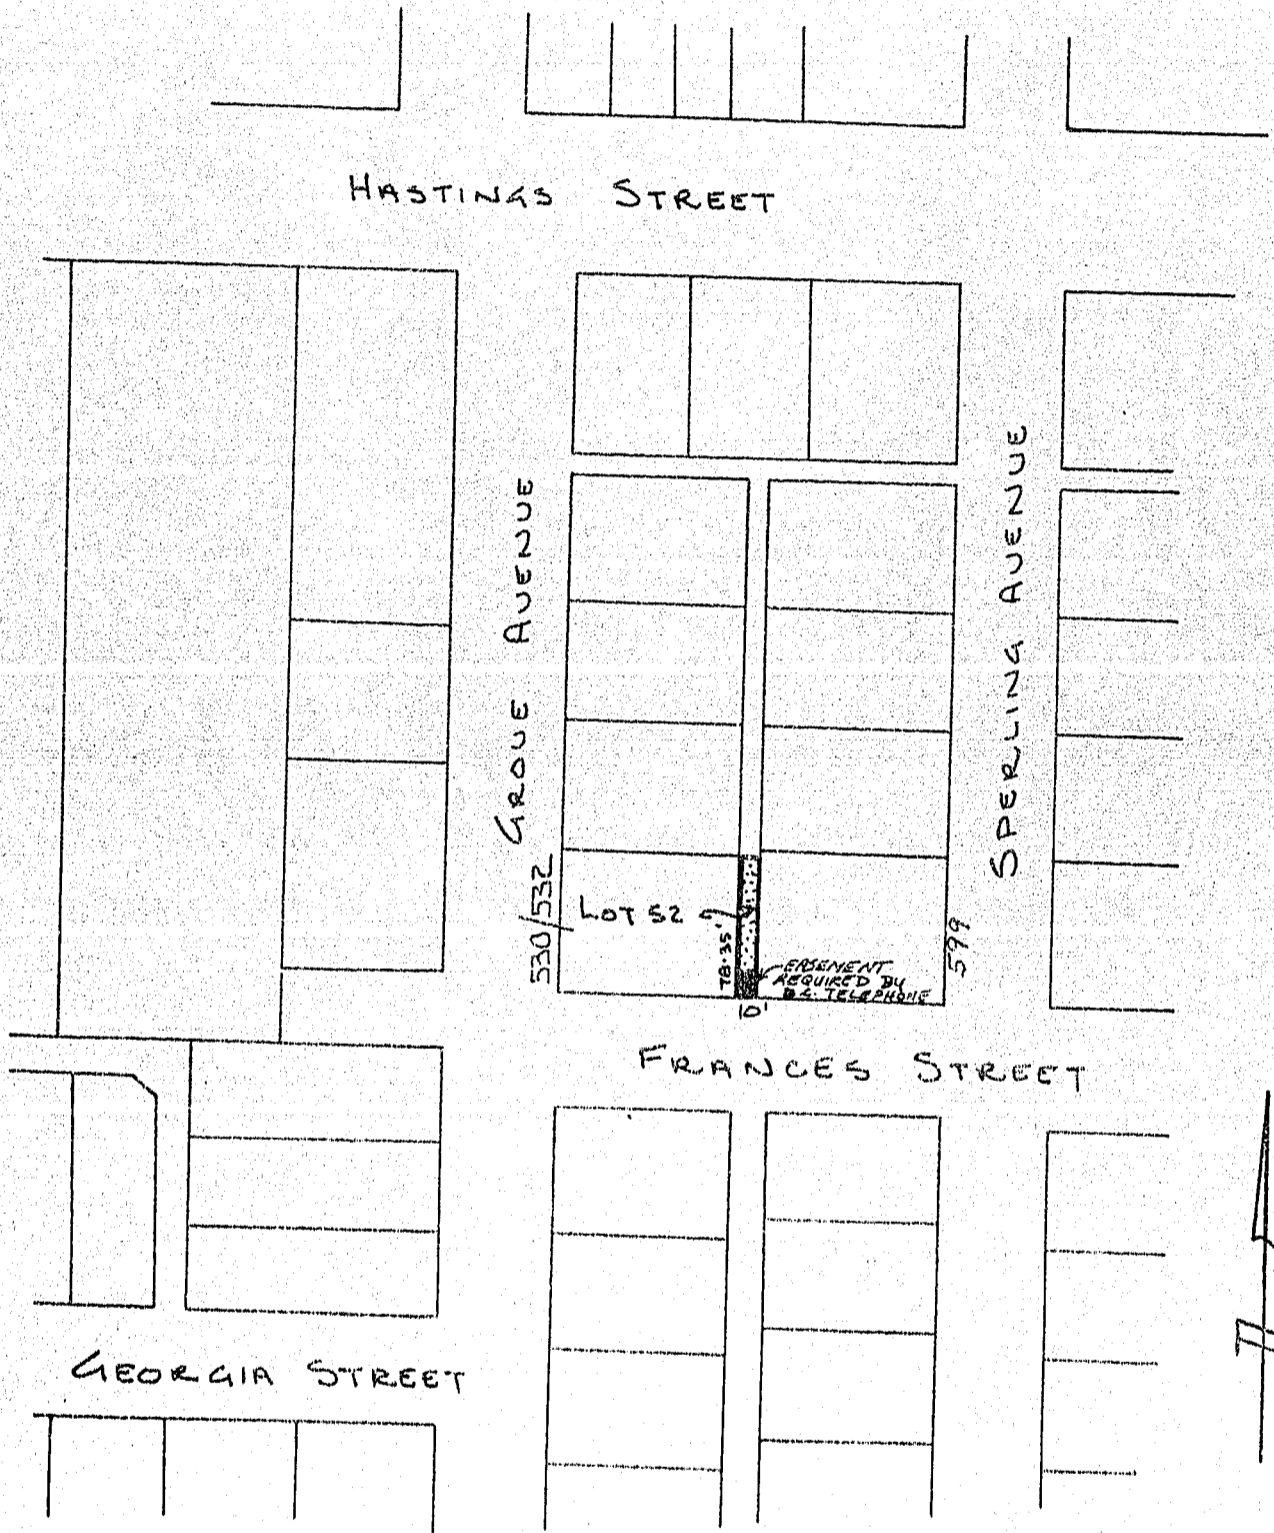 HASTINGS STREET
GROVE AVENUE
SPERLING AVENUE
530/532
LOT 52
78.35'
EASEMENT
REQUIRED BY
B.C. TELEPHONE
599
10'
FRANCES STREET
GEORGIA STREET